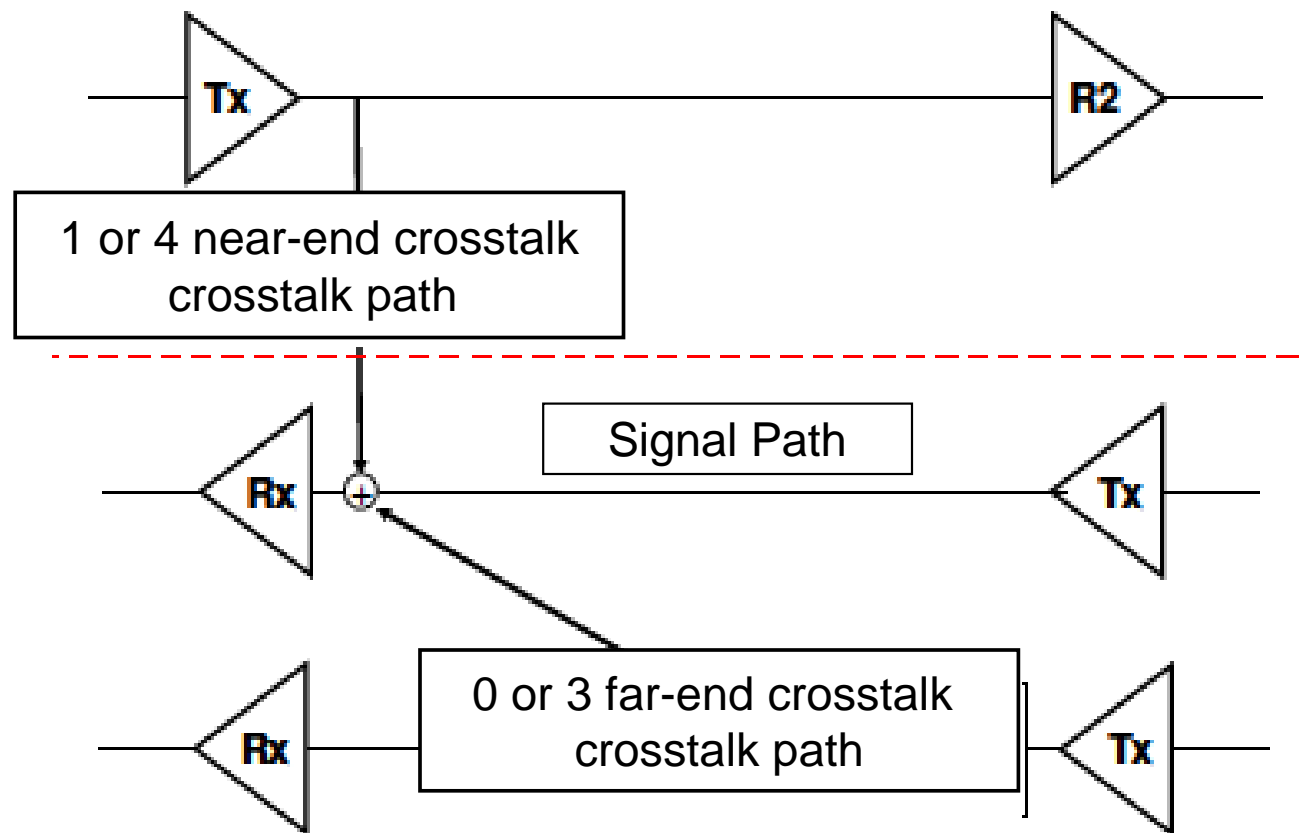 Tx
R2
1 or 4 near-end crosstalk
crosstalk path
Signal Path
Rx
+
Tx
0 or 3 far-end crosstalk
crosstalk path
Rx
Tx